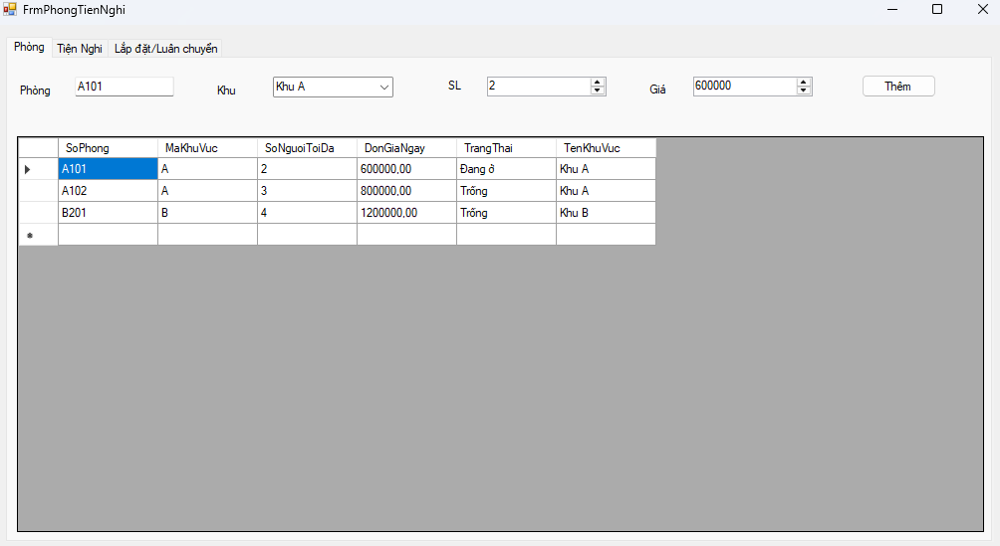 FrmPhongTienNghi
Phòng Tiện Nghi Lắp đặt/Luân chuyển
Phòng A101 Khu Khu A SL 2 Giá 600000 Thêm
SoPhong MaKhuVuc SoNguoiToiDa DonGiaNgay TrangThai TenKhuVuc
A101 A 2 600000,00 Đang ở Khu A
A102 A 3 800000,00 Trống Khu A
B201 B 4 1200000,00 Trống Khu B